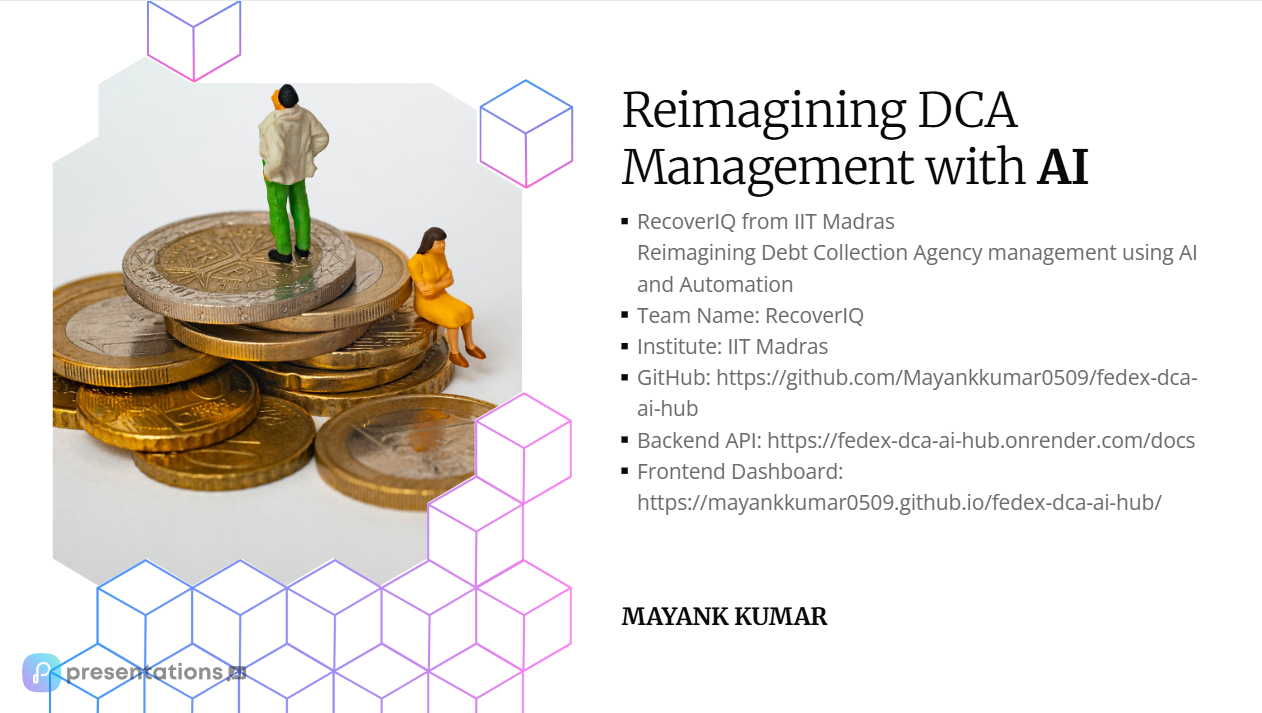 Reimagining DCA
Management with AI
RecoverIQ from IIT Madras
Reimagining Debt Collection Agency management using AI
and Automation
Team Name: RecoverIQ
Institute: IIT Madras
GitHub: https://github.com/Mayankkumar0509/fedex-dca-
ai-hub
Backend API: https://fedex-dca-ai-hub.onrender.com/docs
Frontend Dashboard:
https://mayankkumar0509.github.io/fedex-dca-ai-hub/
MAYANK KUMAR
presentations.ai